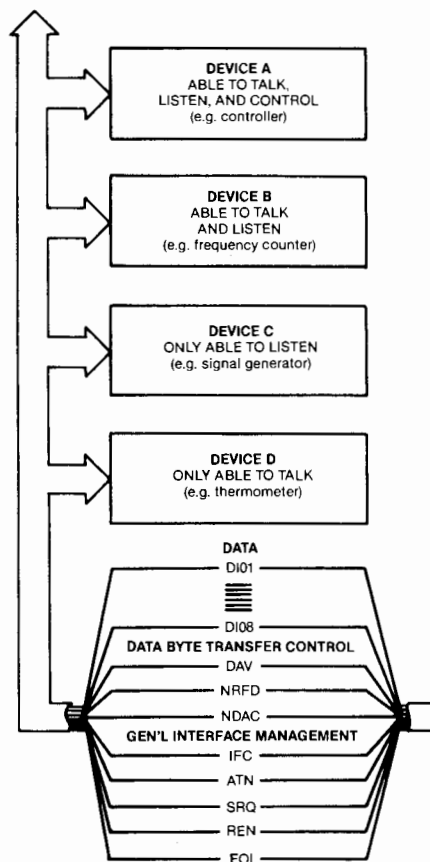 DEVICE A
ABLE TO TALK,
LISTEN, AND CONTROL
(e.g. controller)
DEVICE B
ABLE TO TALK
AND LISTEN
(e.g. frequency counter)
DEVICE C
ONLY ABLE TO LISTEN
(e.g. signal generator)
DEVICE D
ONLY ABLE TO TALK
(e.g. thermometer)
DATA
DI01
DI08
DATA BYTE TRANSFER CONTROL
DAV
NRFD
NDAC
GEN'L INTERFACE MANAGEMENT
IFC
ATN
SRQ
REN
EOI